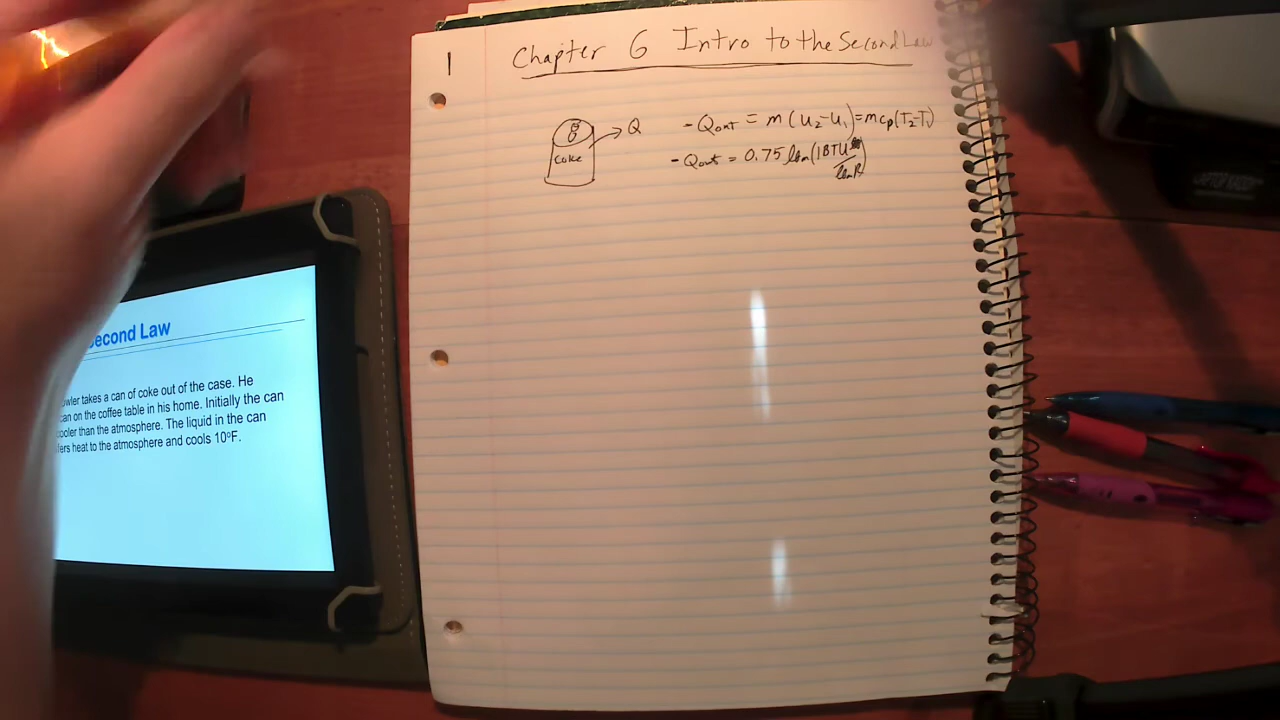 1
Chapter 6 Intro to the Second Law
Q
coke
-Qout = m(u2-u1)=mcp(T2-T1)
-Qout = 0.75 lbm(1BTU
lbmR)
Second Law
takes a can of coke out of the case. He
can on the coffee table in his home. Initially the can
cooler than the atmosphere. The liquid in the can
heat to the atmosphere and cools 10°F.